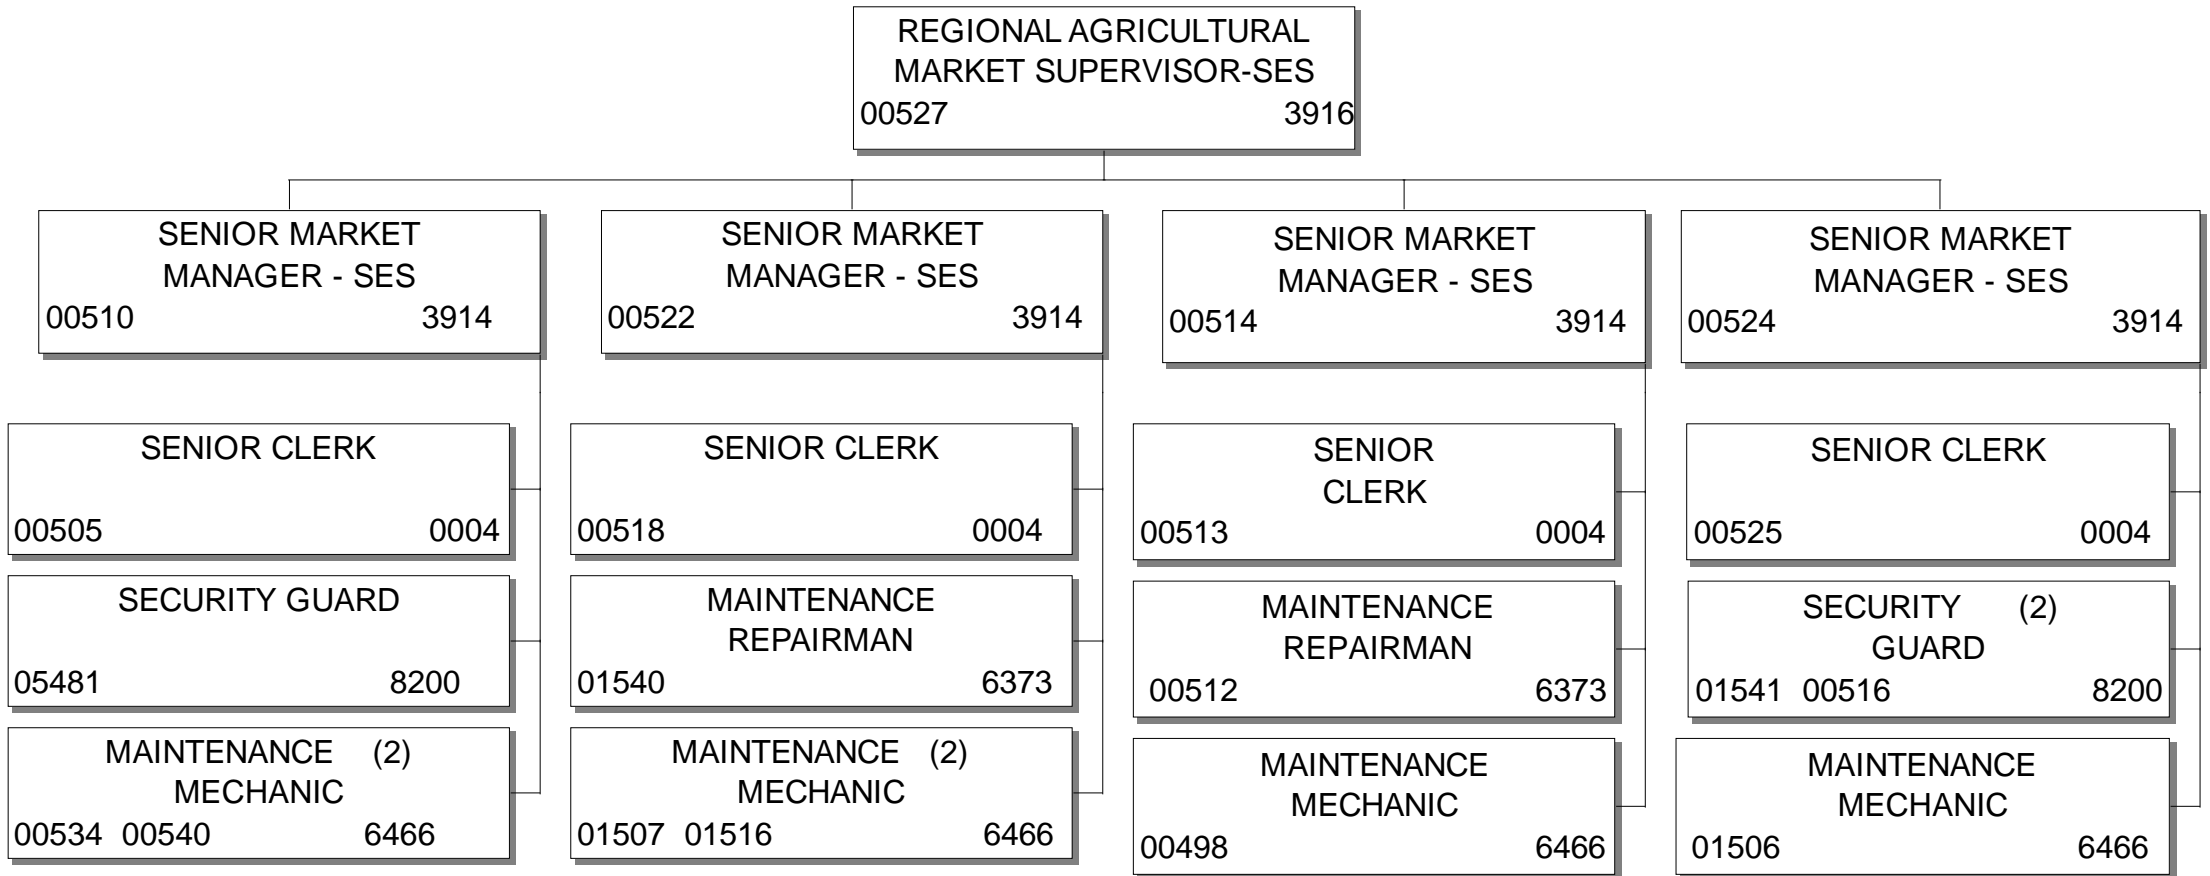 REGIONAL AGRICULTURAL
MARKET SUPERVISOR-SES
00527 3916
SENIOR MARKET
MANAGER - SES
00510 3914
SENIOR MARKET
MANAGER - SES
00522 3914
SENIOR MARKET
MANAGER - SES
00514 3914
SENIOR MARKET
MANAGER - SES
00524 3914
SENIOR CLERK
00505 0004
SENIOR CLERK
00518 0004
SENIOR
CLERK
00513 0004
SENIOR CLERK
00525 0004
SECURITY GUARD
05481 8200
MAINTENANCE
REPAIRMAN
01540 6373
MAINTENANCE
REPAIRMAN
00512 6373
SECURITY (2)
GUARD
01541 00516 8200
MAINTENANCE (2)
MECHANIC
00534 00540 6466
MAINTENANCE (2)
MECHANIC
01507 01516 6466
MAINTENANCE
MECHANIC
00498 6466
MAINTENANCE
MECHANIC
01506 6466